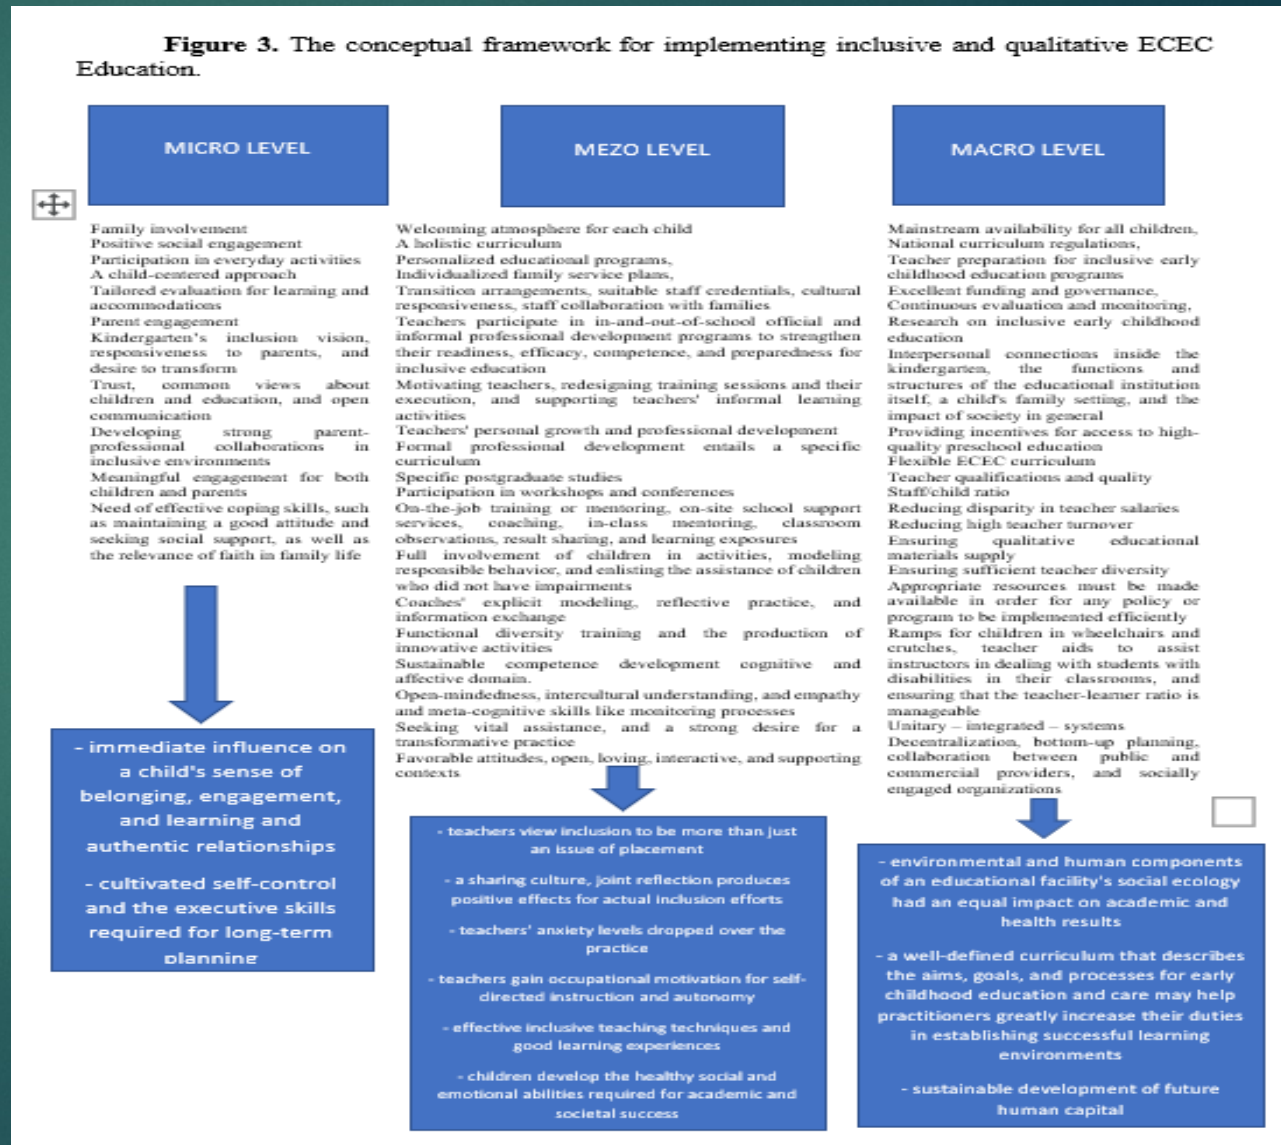 Figure 3. The conceptual framework for implementing inclusive and qualitative ECEC
Education.
MICRO LEVEL
Family involvement
Positive social engagement
Participation in everyday activities
A child-centered approach
Tailored evaluation for learning and
accommodations
Parent engagement
Kindergarten's inclusion vision,
responsiveness to parents, and
desire to transform
Trust, common views about
children and education, and open
communication
Developing strong parent-
professional collaborations in
inclusive environments
Meaningful engagement for both
children and parents
Need of effective coping skills, such
as maintaining a good attitude and
seeking social support, as well as
the relevance of faith in family life
- immediate influence on
a child's sense of
belonging, engagement,
and learning and
authentic relationships
- cultivated self-control
and the executive skills
required for long-term
planning
MEZO LEVEL
Welcoming atmosphere for each child
A holistic curriculum
Personalized educational programs,
Individualized family service plans,
Transition arrangements, suitable staff credentials, cultural
responsiveness, staff collaboration with families
Teachers participate in in-and-out-of-school official and
informal professional development programs to strengthen
their readiness, efficacy, competence, and preparedness for
inclusive education
Motivating teachers, redesigning training sessions and their
execution, and supporting teachers' informal learning
activities
Teachers' personal growth and professional development
Formal professional development entails a specific
curriculum
Specific postgraduate studies
Participation in workshops and conferences
On-the-job training or mentoring, on-site school support
services, coaching, in-class mentoring, classroom
observations, result sharing, and learning exposures
Full involvement of children in activities, modeling
responsible behavior, and enlisting the assistance of children
who did not have impairments
Coaches' explicit modeling, reflective practice, and
information exchange
Functional diversity training and the production of
innovative activities
Sustainable competence development cognitive and
affective domain.
Open-mindedness, intercultural understanding, and empathy
and meta-cognitive skills like monitoring processes
Seeking vital assistance, and a strong desire for a
transformative practice
Favorable attitudes, open, loving, interactive, and supporting
contexts
- teachers view inclusion to be more than just
an issue of placement
- a sharing culture, joint reflection produces
positive effects for actual inclusion efforts
- teachers' anxiety levels dropped over the
practice
- teachers gain occupational motivation for self-
directed instruction and autonomy
- effective inclusive teaching techniques and
good learning experiences
- children develop the healthy social and
emotional abilities required for academic and
societal success
MACRO LEVEL
Mainstream availability for all children,
National curriculum regulations,
Teacher preparation for inclusive early
childhood education programs
Excellent funding and governance,
Continuous evaluation and monitoring,
Research on inclusive early childhood
education
Interpersonal connections inside the
kindergarten, the functions and
structures of the educational institution
itself, a child's family setting, and the
impact of society in general
Providing incentives for access to high-
quality preschool education
Flexible ECEC curriculum
Teacher qualifications and quality
Staff/child ratio
Reducing disparity in teacher salaries
Reducing high teacher turnover
Ensuring qualitative educational
materials supply
Ensuring sufficient teacher diversity
Appropriate resources must be made
available in order for any policy or
program to be implemented efficiently
Ramps for children in wheelchairs and
crutches, teacher aids to assist
instructors in dealing with students with
disabilities in their classrooms, and
ensuring that the teacher-learner ratio is
manageable
Unitary – integrated – systems
Decentralization, bottom-up planning,
collaboration between public and
commercial providers, and socially
engaged organizations
- environmental and human components
of an educational facility's social ecology
had an equal impact on academic and
health results
- a well-defined curriculum that describes
the aims, goals, and processes for early
childhood education and care may help
practitioners greatly increase their duties
in establishing successful learning
environments
- sustainable development of future
human capital